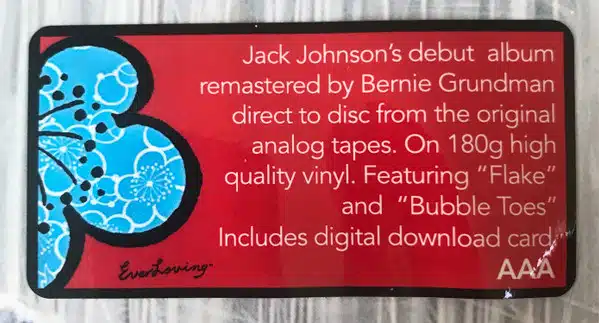 Jack Johnson's debut album
remastered by Bernie Grundman
direct to disc from the original
analog tapes. On 180g high
quality vinyl. Featuring "Flake"
and "Bubble Toes"
Includes digital download card
AAA
EverLoving